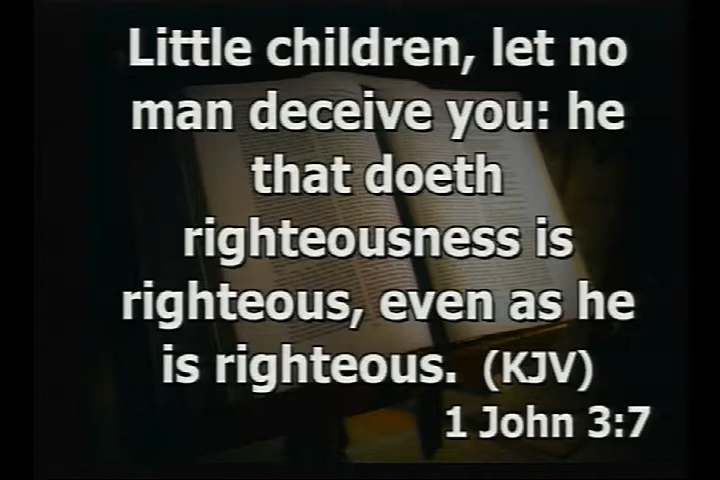 Little children, let no
man deceive you: he
that doeth
righteousness is
righteous, even as he
is righteous. (KJV)
1 John 3:7